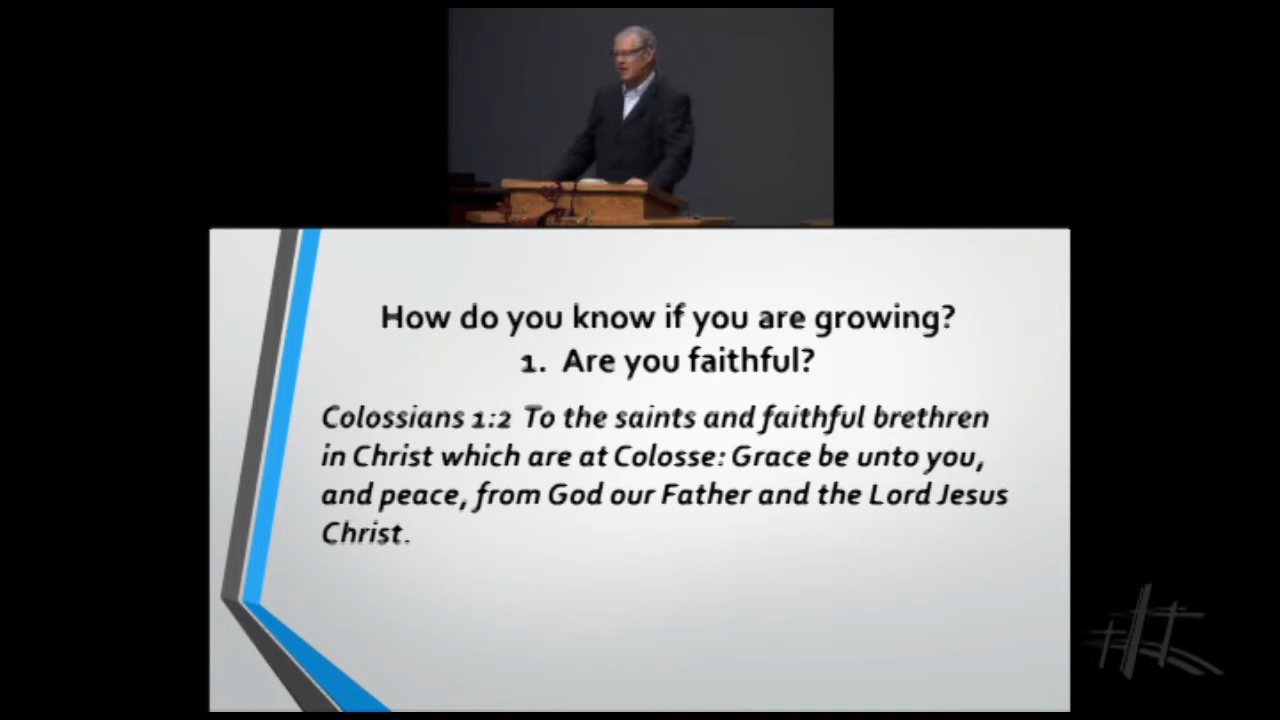 How do you know if you are growing?
1. Are you faithful?
Colossians 1:2 To the saints and faithful brethren
in Christ which are at Colosse: Grace be unto you,
and peace, from God our Father and the Lord Jesus
Christ.